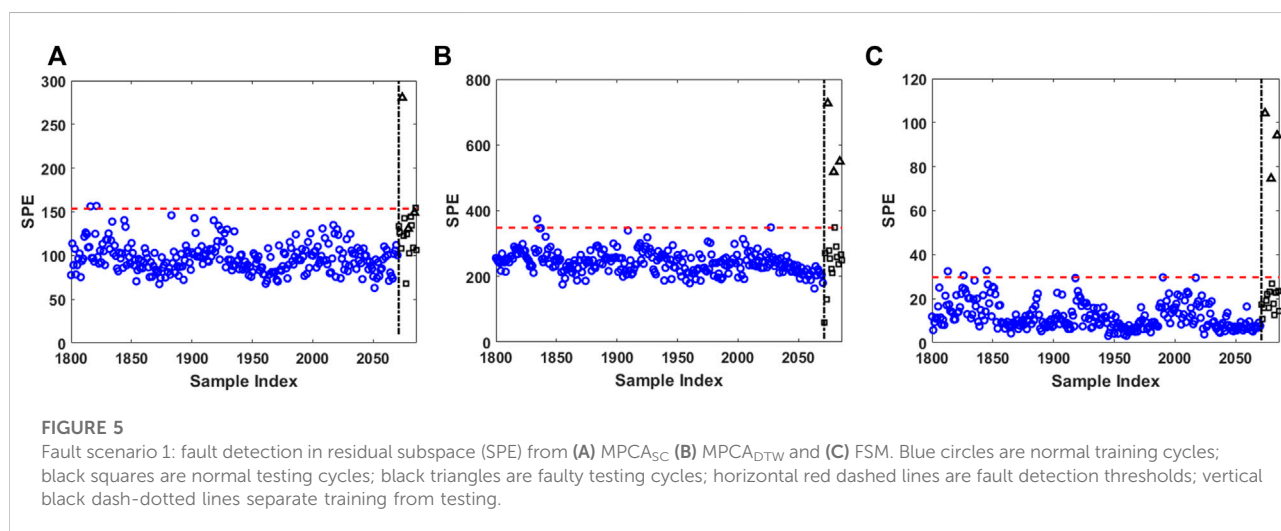 A
300
250
200
150
100
50
0
SPE
1800
1850
1900
1950
2000
2050
Sample Index
B
800
600
400
200
0
SPE
1800
1850
1900
1950
2000
2050
Sample Index
C
120
100
80
60
40
20
0
SPE
1800
1850
1900
1950
2000
2050
Sample Index
FIGURE 5
Fault scenario 1: fault detection in residual subspace (SPE) from (A) MPCASC (B) MPCADTW and (C) FSM. Blue circles are normal training cycles;
black squares are normal testing cycles; black triangles are faulty testing cycles; horizontal red dashed lines are fault detection thresholds; vertical
black dash-dotted lines separate training from testing.